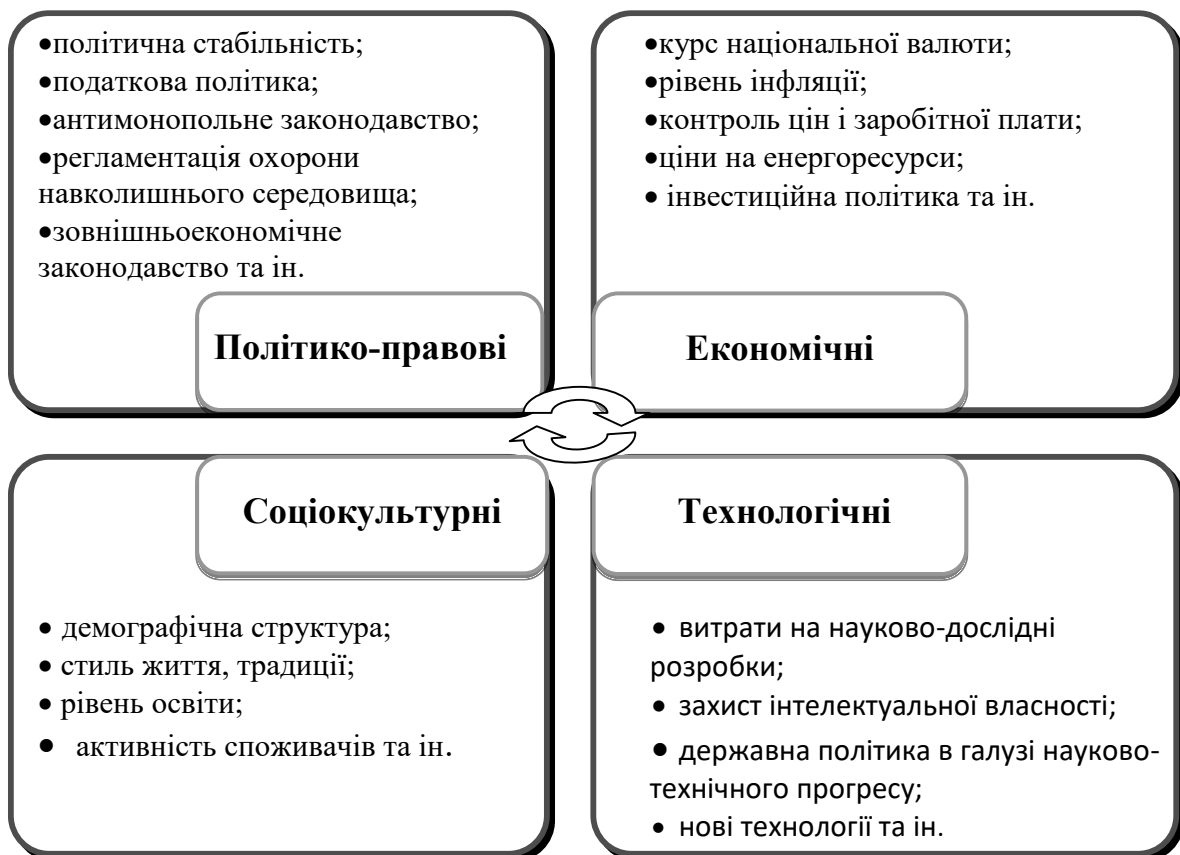 •політична стабільність;
•податкова політика;
•антимонопольне законодавство;
•регламентація охорони
навколишнього середовища;
•зовнішньоекономічне
законодавство та ін.
Політико-правові
•курс національної валюти;
•рівень інфляції;
•контроль цін і заробітної плати;
•ціни на енергоресурси;
• інвестиційна політика та ін.
Економічні
Соціокультурні
• демографічна структура;
• стиль життя, традиції;
• рівень освіти;
• активність споживачів та ін.
Технологічні
• витрати на науково-дослідні
розробки;
• захист інтелектуальної власності;
• державна політика в галузі науково-
технічного прогресу;
• нові технології та ін.